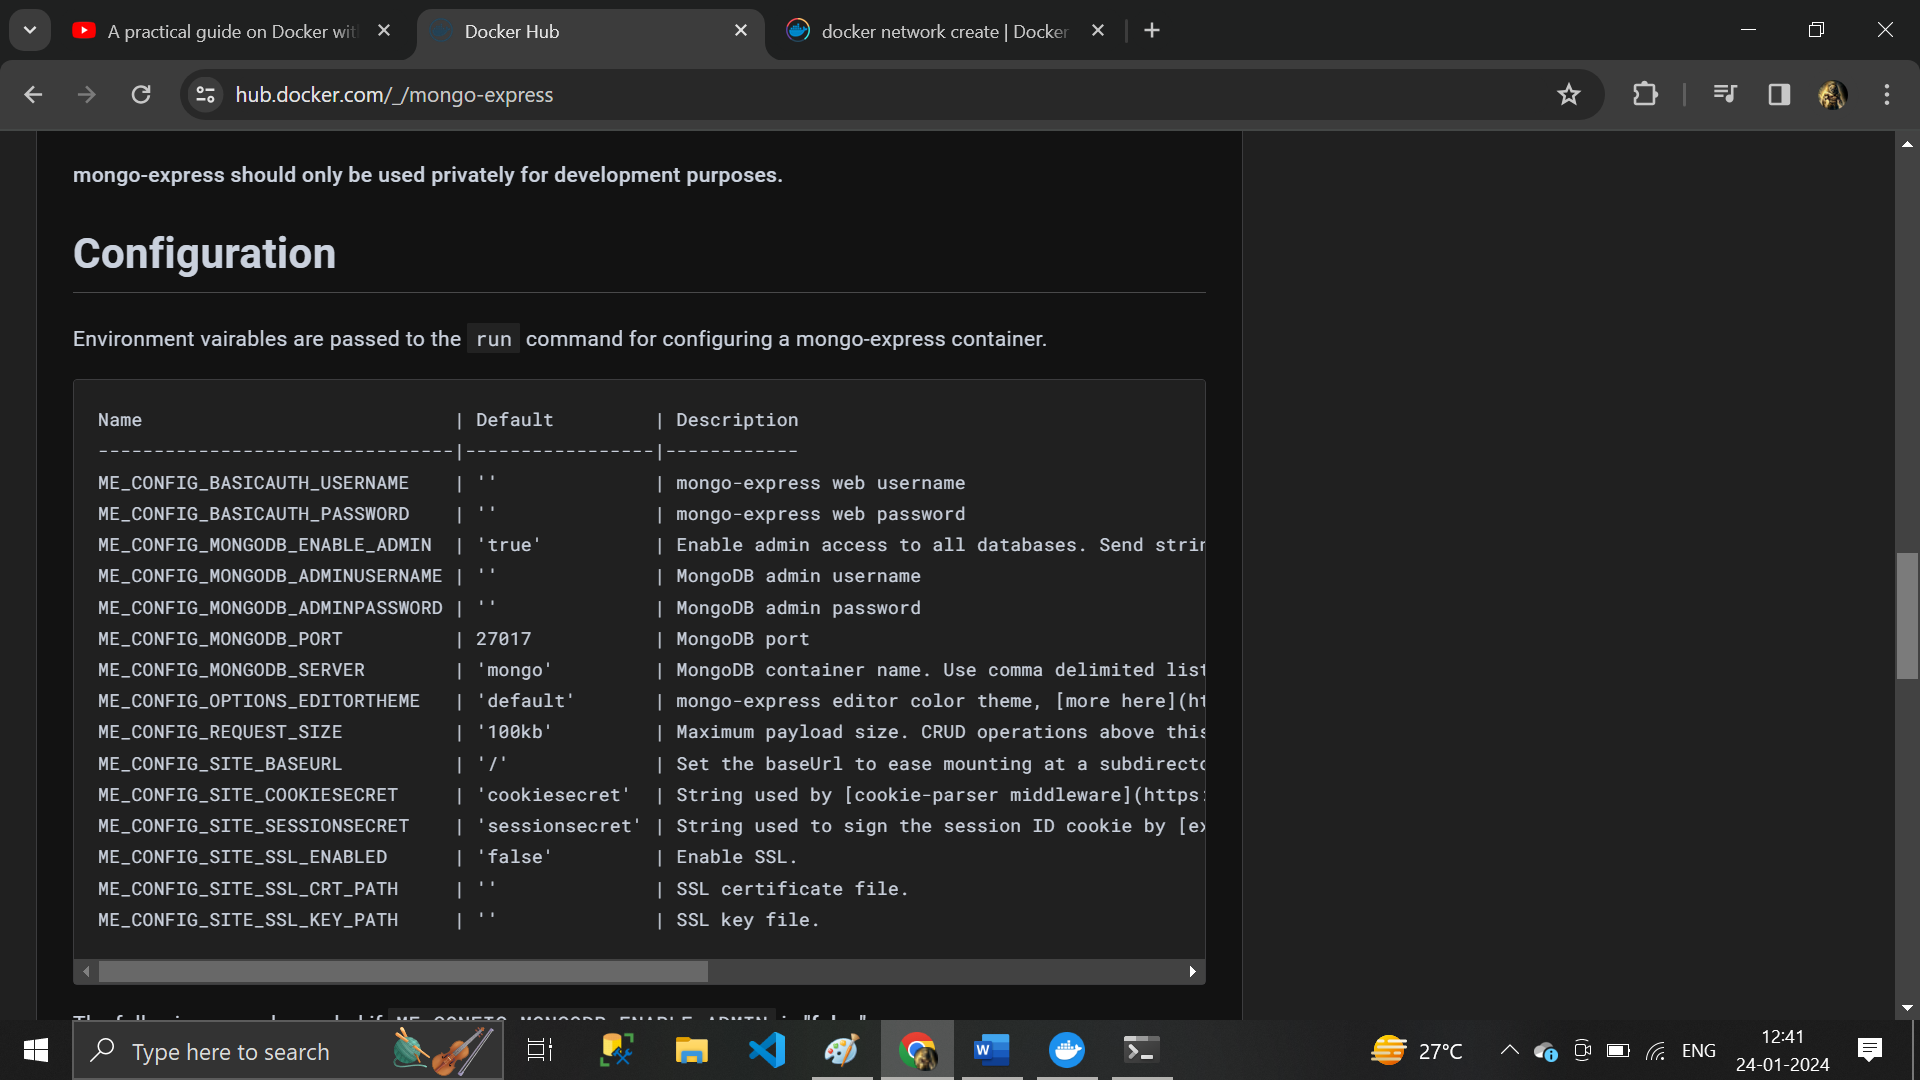 A practical guide on Docker wit
Docker Hub
docker network create | Docker
hub.docker.com/_/mongo-express
mongo-express should only be used privately for development purposes.
Configuration
Environment vairables are passed to the run command for configuring a mongo-express container.
Name | Default | Description
--------------------------------|-----------------|------------
ME_CONFIG_BASICAUTH_USERNAME | '' | mongo-express web username
ME_CONFIG_BASICAUTH_PASSWORD | '' | mongo-express web password
ME_CONFIG_MONGODB_ENABLE_ADMIN | 'true' | Enable admin access to all databases. Send strin
ME_CONFIG_MONGODB_ADMINUSERNAME | '' | MongoDB admin username
ME_CONFIG_MONGODB_ADMINPASSWORD | '' | MongoDB admin password
ME_CONFIG_MONGODB_PORT | 27017 | MongoDB port
ME_CONFIG_MONGODB_SERVER | 'mongo' | MongoDB container name. Use comma delimited list
ME_CONFIG_OPTIONS_EDITORTHEME | 'default' | mongo-express editor color theme, [more here](ht
ME_CONFIG_REQUEST_SIZE | '100kb' | Maximum payload size. CRUD operations above this
ME_CONFIG_SITE_BASEURL | '/' | Set the baseUrl to ease mounting at a subdirecto
ME_CONFIG_SITE_COOKIESECRET | 'cookiesecret' | String used by [cookie-parser middleware](https:
ME_CONFIG_SITE_SESSIONSECRET | 'sessionsecret' | String used to sign the session ID cookie by [ex
ME_CONFIG_SITE_SSL_ENABLED | 'false' | Enable SSL.
ME_CONFIG_SITE_SSL_CRT_PATH | '' | SSL certificate file.
ME_CONFIG_SITE_SSL_KEY_PATH | '' | SSL key file.
Type here to search
27°C
ENG
12:41
24-01-2024